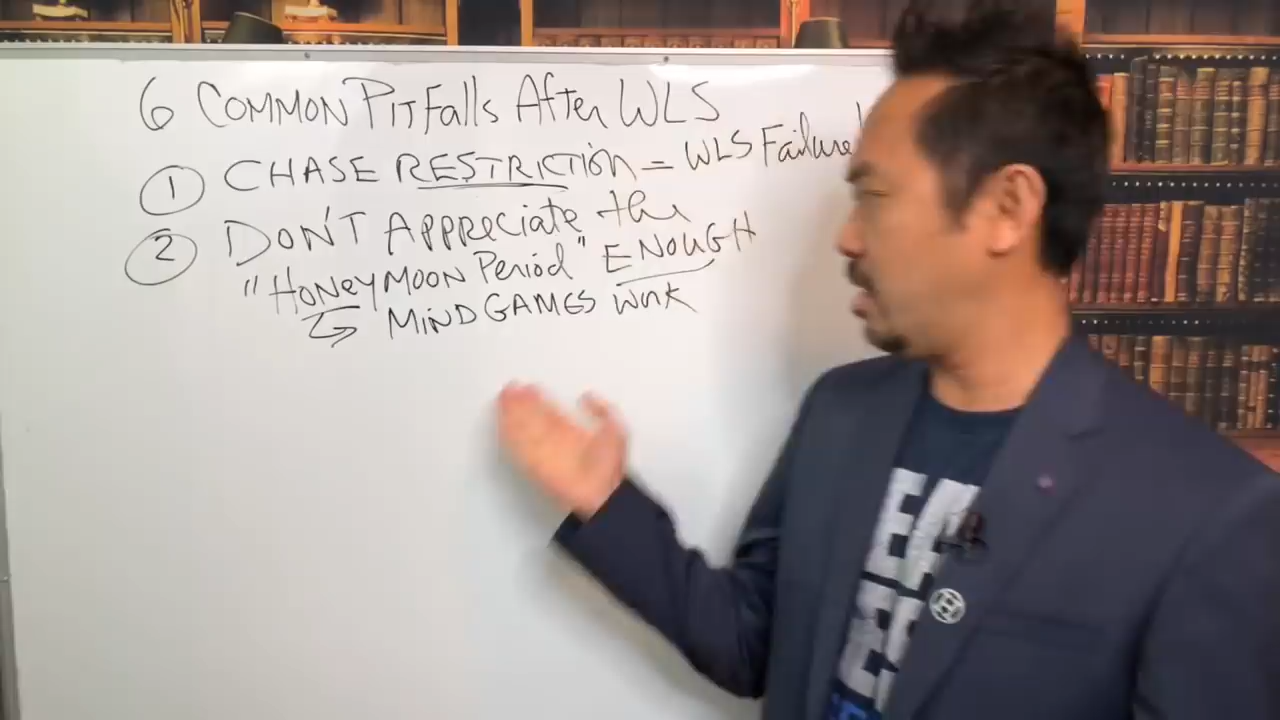 6 COMMON PITFAlls After WLS
① CHASE RESTRICTION = WLS Failure!
② DON'T APPReciate the
"HONeyMOON Period" ENOUGH
↳ MIND GAMES Work